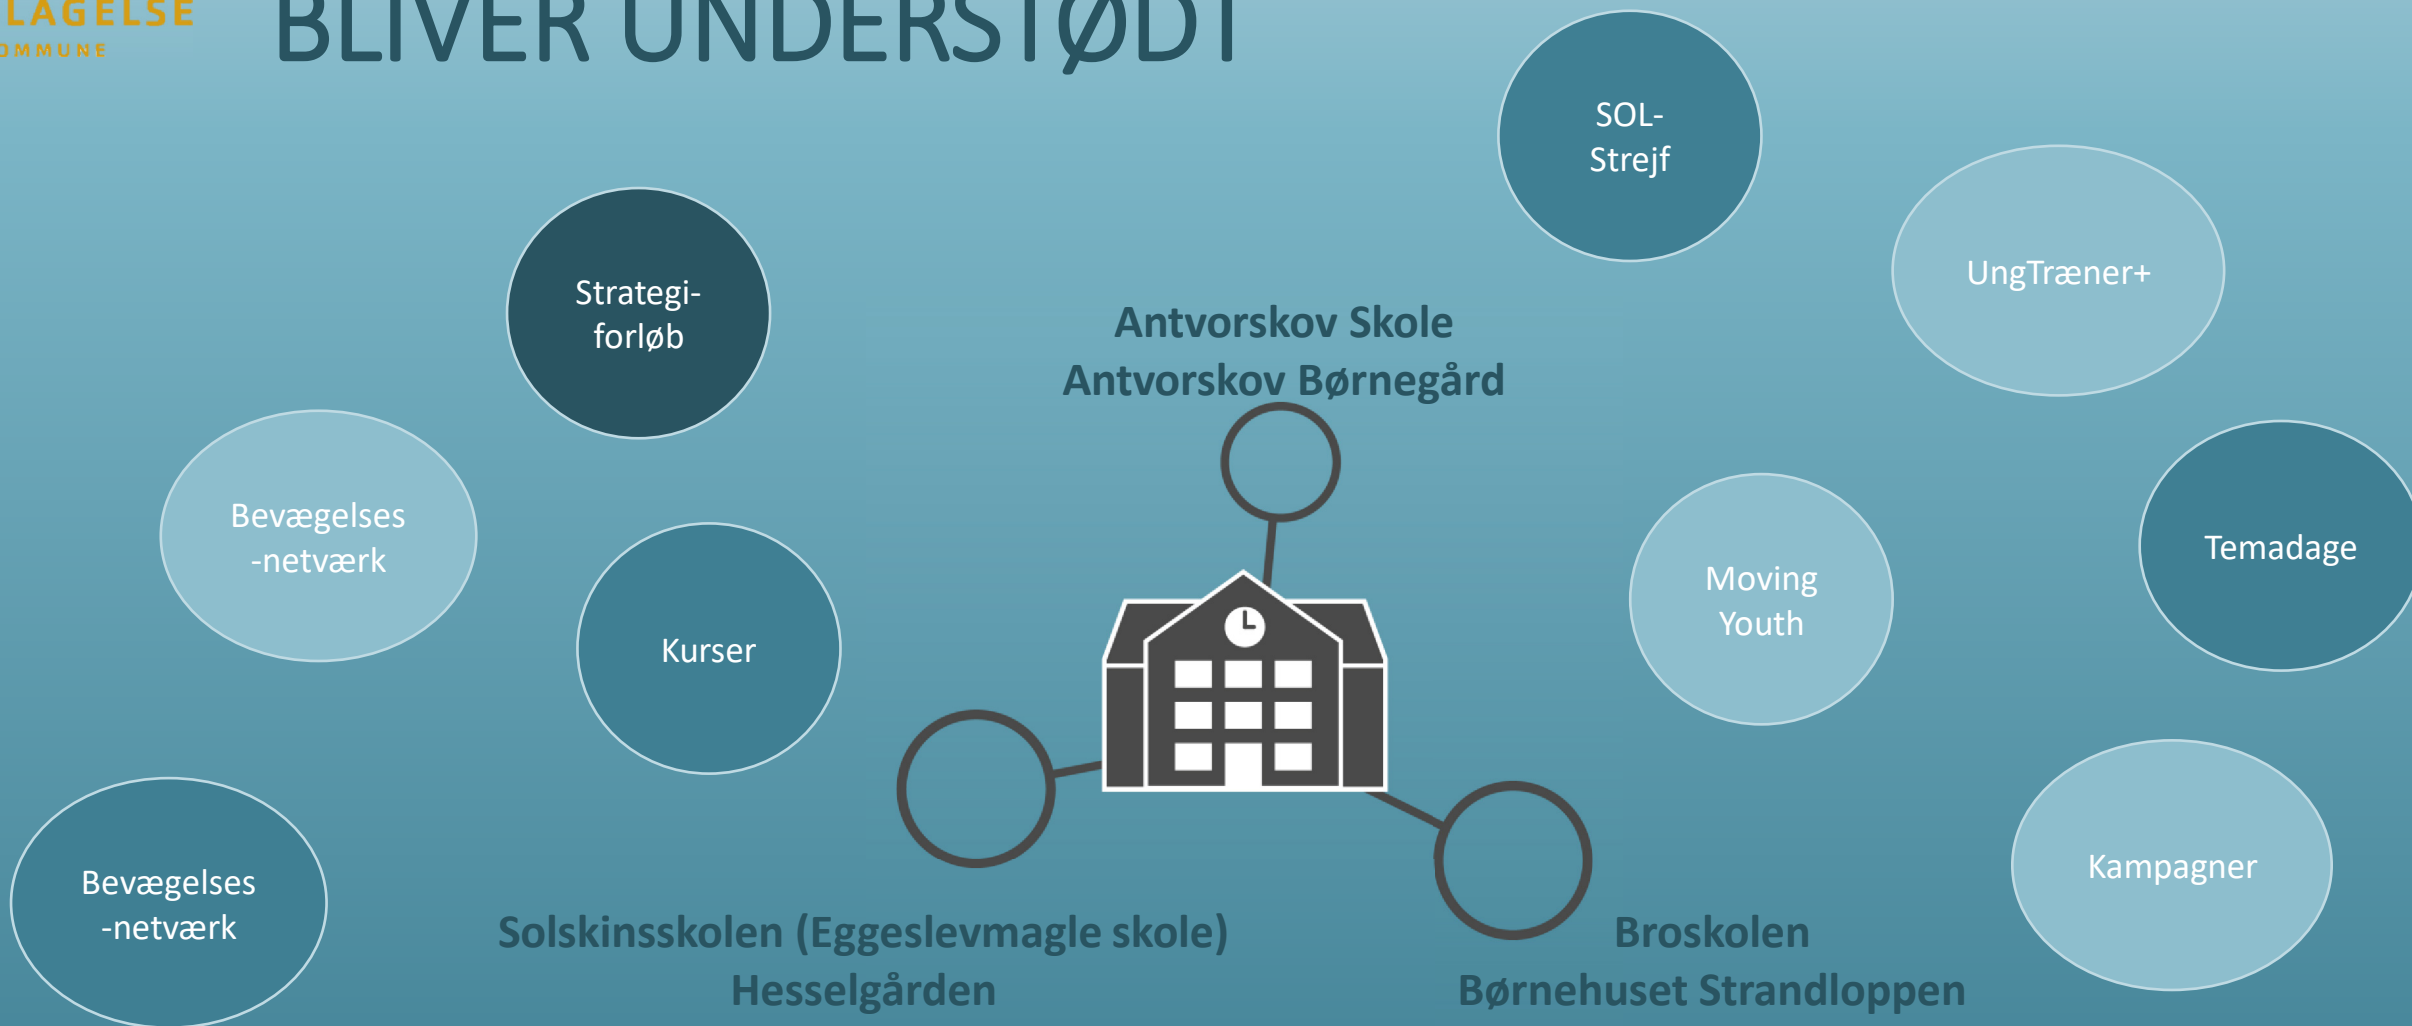 LAGELSE
OMMUNE
BLIVER UNDERSTØDT
SOL-
Strejf
UngTræner+
Strategi-
forløb
Antvorskov Skole
Antvorskov Børnegård
Bevægelses
-netværk
Kurser
Moving
Youth
Temadage
Bevægelses
-netværk
Kampagner
Solskinsskolen (Eggeslevmagle skole)
Hesselgården
Broskolen
Børnehuset Strandloppen